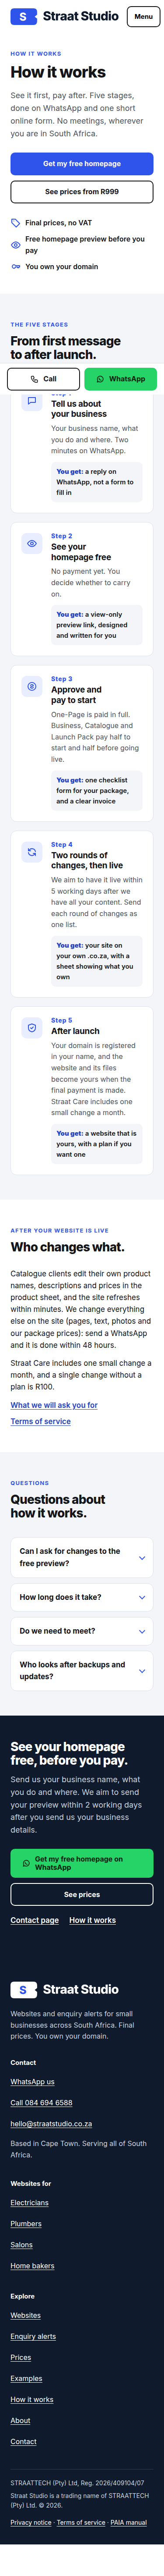 S Straat Studio Menu
HOW IT WORKS
How it works
See it first, pay after. Five stages,
done on WhatsApp and one short
online form. No meetings, wherever
you are in South Africa.
Get my free homepage
See prices from R999
Final prices, no VAT
Free homepage preview before you
pay
You own your domain
THE FIVE STAGES
From first message
to after launch.
Call WhatsApp
Tell us about
your business
Your business name, what
you do and where. Two
minutes on WhatsApp.
You get: a reply on
WhatsApp, not a form to
fill in
Step 2
See your
homepage free
No payment yet. You
decide whether to carry
on.
You get: a view-only
preview link, designed
and written for you
Step 3
Approve and
pay to start
One-Page is paid in full.
Business, Catalogue and
Launch Pack pay half to
start and half before going
live.
You get: one checklist
form for your package,
and a clear invoice
Step 4
Two rounds of
changes, then live
We aim to have it live within
5 working days after we
have all your content. Send
each round of changes as
one list.
You get: your site on
your own .co.za, with a
sheet showing what you
own
Step 5
After launch
Your domain is registered
in your name, and the
website and its files
become yours when the
final payment is made.
Straat Care includes one
small change a month.
You get: a website that is
yours, with a plan if you
want one
AFTER YOUR WEBSITE IS LIVE
Who changes what.
Catalogue clients edit their own product
names, descriptions and prices in the
product sheet, and the site refreshes
within minutes. We change everything
else on the site (pages, text, photos and
our package prices): send a WhatsApp
and it is done within 48 hours.
Straat Care includes one small change a
month, and a single change without a
plan is R100.
What we will ask you for
Terms of service
QUESTIONS
Questions about
how it works.
Can I ask for changes to the
free preview?
How long does it take?
Do we need to meet?
Who looks after backups and
updates?
See your homepage
free, before you pay.
Send us your business name, what
you do and where. We aim to send
your preview within 2 working days
after you send us your business
details.
Get my free homepage on
WhatsApp
See prices
Contact page How it works
S Straat Studio
Websites and enquiry alerts for small
businesses across South Africa. Final
prices. You own your domain.
Contact
WhatsApp us
Call 084 694 6588
hello@straatstudio.co.za
Based in Cape Town. Serving all of South
Africa.
Websites for
Electricians
Plumbers
Salons
Home bakers
Explore
Websites
Enquiry alerts
Prices
Examples
How it works
About
Contact
STRAATTECH (Pty) Ltd, Reg. 2026/409104/07
Straat Studio is a trading name of STRAATTECH
(Pty) Ltd. © 2026.
Privacy notice · Terms of service · PAIA manual